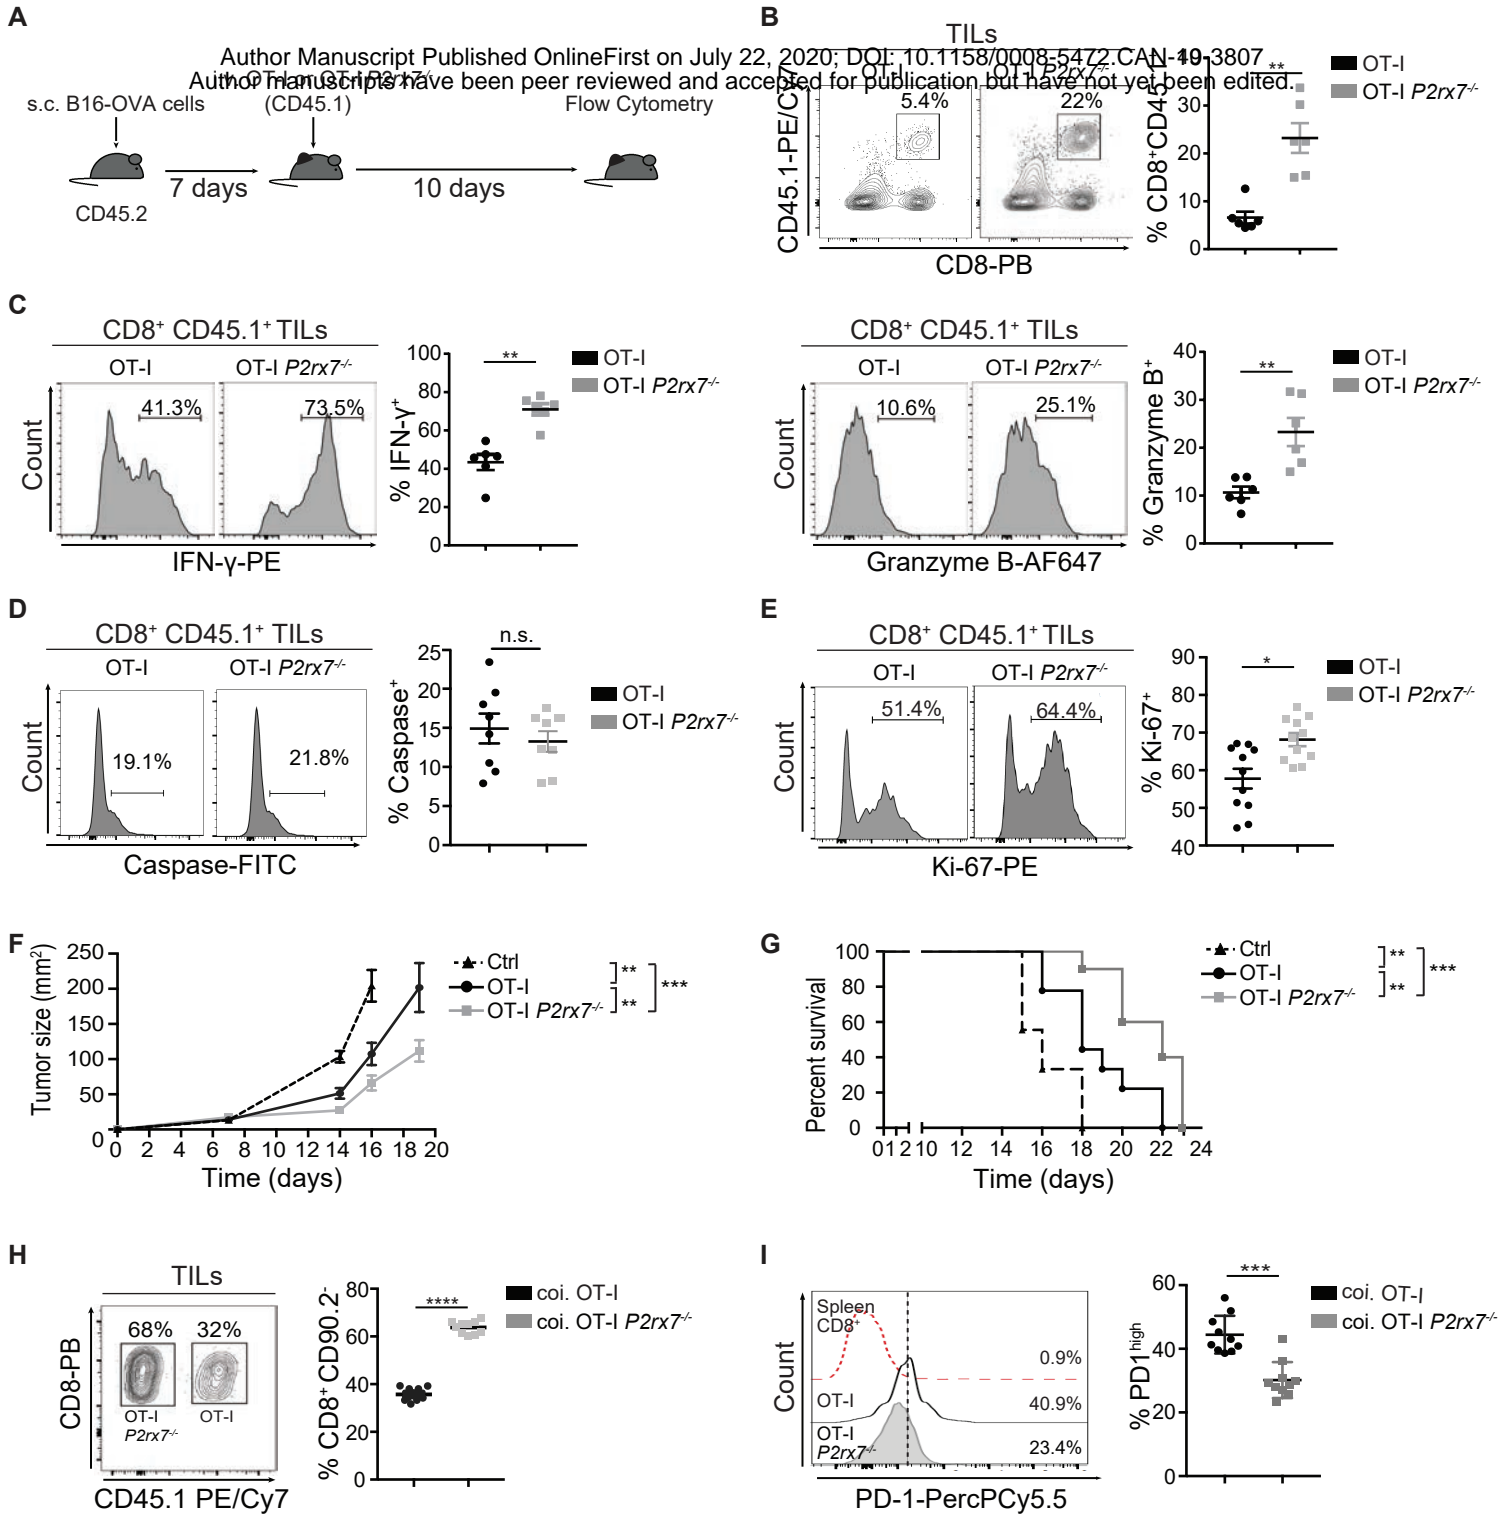 A
B
Author Manuscript Published OnlineFirst on July 22, 2020; DOI: 10.1158/0008-5472.CAN-19-3807
Author manuscripts have been peer reviewed and accepted for publication but have not yet been edited.
s.c. B16-OVA cells
(CD45.1)
Flow Cytometry
7 days
10 days
CD45.2
TILs
OT-I
OT-I P2rx7-/-
5.4%
22%
CD45.1-PE/Cy7
CD8-PB
% CD8+CD45.1+
40
30
20
10
0
**
OT-I
OT-I P2rx7-/-
C
CD8+ CD45.1+ TILs
OT-I
OT-I P2rx7-/-
41.3%
73.5%
Count
IFN-γ-PE
% IFN-γ+
100
80
60
40
20
0
**
OT-I
OT-I P2rx7-/-
CD8+ CD45.1+ TILs
OT-I
OT-I P2rx7-/-
10.6%
25.1%
Count
Granzyme B-AF647
% Granzyme B+
40
30
20
10
0
**
OT-I
OT-I P2rx7-/-
D
CD8+ CD45.1+ TILs
OT-I
OT-I P2rx7-/-
19.1%
21.8%
Count
Caspase-FITC
% Caspase+
25
20
15
10
5
0
n.s.
OT-I
OT-I P2rx7-/-
E
CD8+ CD45.1+ TILs
OT-I
OT-I P2rx7-/-
51.4%
64.4%
Count
Ki-67-PE
% Ki-67+
90
80
70
60
50
40
*
OT-I
OT-I P2rx7-/-
F
Tumor size (mm2)
250
200
150
100
50
0
0 2 4 6 8 10 12 14 16 18 20
Time (days)
Ctrl
OT-I
OT-I P2rx7-/-
**
**
***
G
Percent survival
100
80
60
40
20
0
0 1 2 10 12 14 16 18 20 22 24
Time (days)
Ctrl
OT-I
OT-I P2rx7-/-
**
**
***
H
TILs
68%
32%
OT-I
P2rx7-/-
OT-I
CD8-PB
CD45.1 PE/Cy7
% CD8+ CD90.2-
80
60
40
20
0
****
coi. OT-I
coi. OT-I P2rx7-/-
I
Spleen
CD8+
0.9%
OT-I
40.9%
OT-I
P2rx7-/-
23.4%
Count
PD-1-PercPCy5.5
% PD1high
60
40
20
0
***
coi. OT-I
coi. OT-I P2rx7-/-